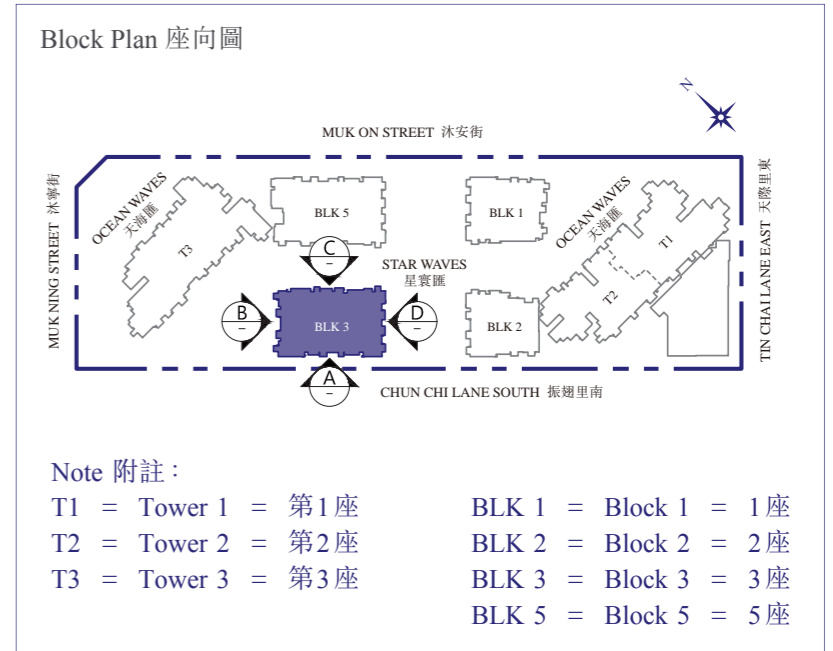 Block Plan 座向圖
N
MUK ON STREET 沐安街
MUK NING STREET 沐寧街
OCEAN WAVES
天海匯
T3
BLK 5
BLK 1
OCEAN WAVES
天海匯
T1
T2
TIN CHAI LANE EAST 天際里東
C
–
STAR WAVES
星寰匯
B
–
BLK 3
D
–
BLK 2
A
–
CHUN CHI LANE SOUTH 振翅里南
Note 附註：
T1 = Tower 1 = 第1座
T2 = Tower 2 = 第2座
T3 = Tower 3 = 第3座
BLK 1 = Block 1 = 1座
BLK 2 = Block 2 = 2座
BLK 3 = Block 3 = 3座
BLK 5 = Block 5 = 5座